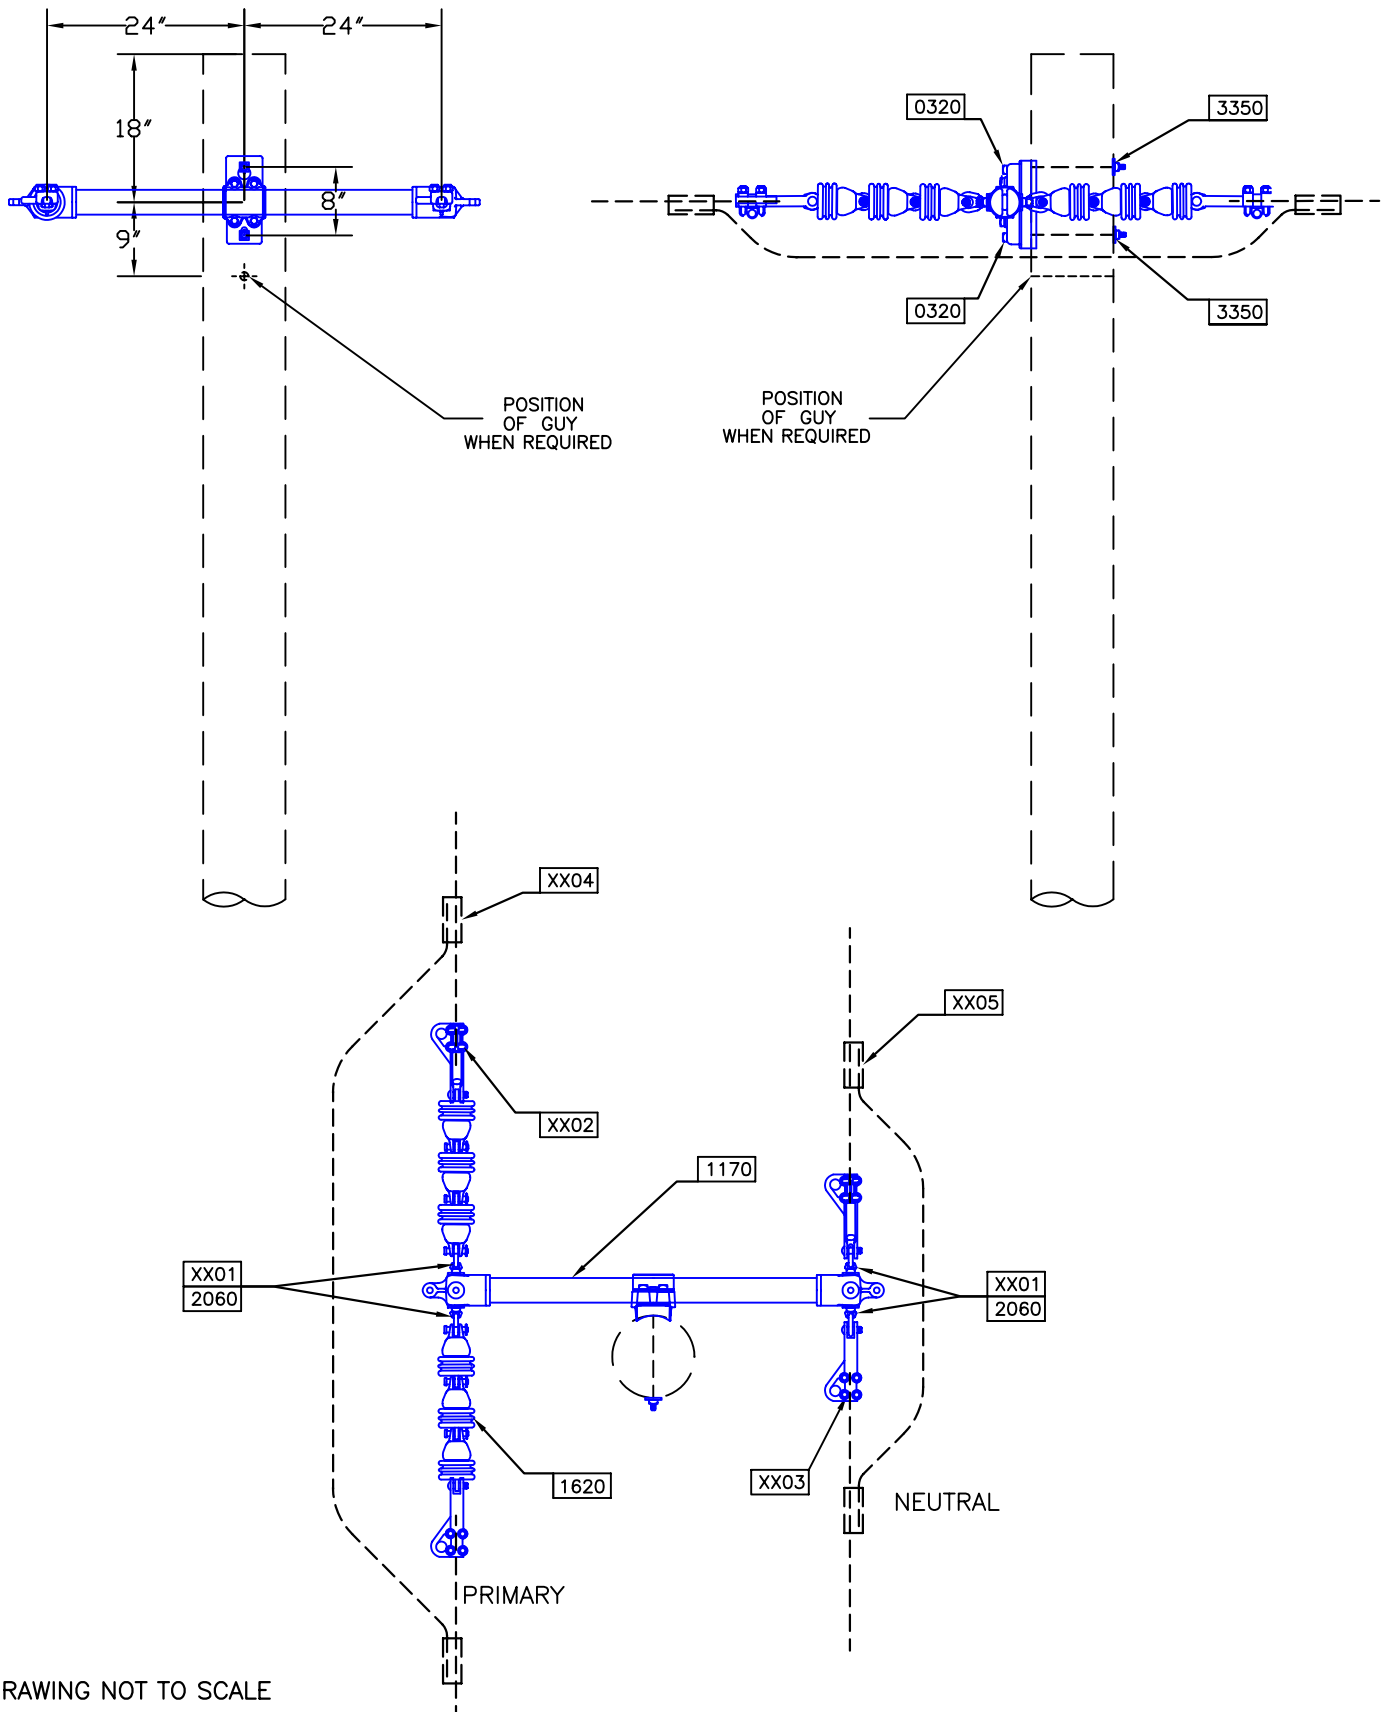 24" 24"
18"
8"
9"
0320
3350
0320
3350
POSITION
OF GUY
WHEN REQUIRED
POSITION
OF GUY
WHEN REQUIRED
XX04
XX05
XX02
1170
XX01
2060
XX01
2060
XX03
1620
NEUTRAL
PRIMARY
RAWING NOT TO SCALE